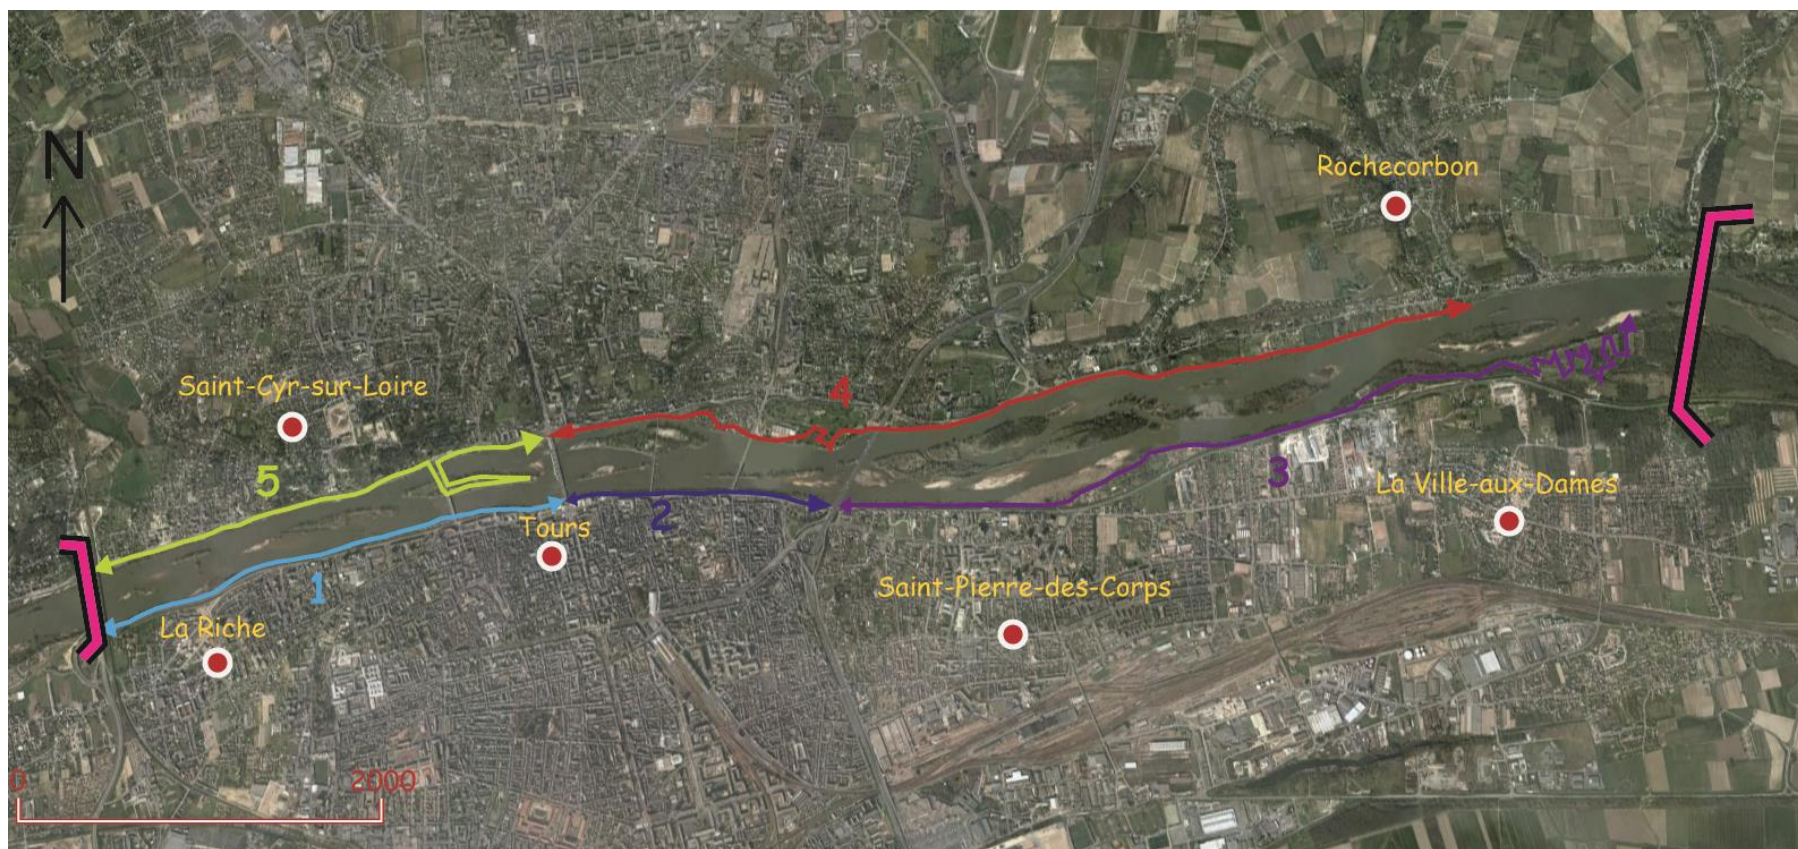 N
Rochecorbon
Saint-Cyr-sur-Loire
4
5
3
La Ville-aux-Dames
2
Tours
1
Saint-Pierre-des-Corps
La Riche
0 2000